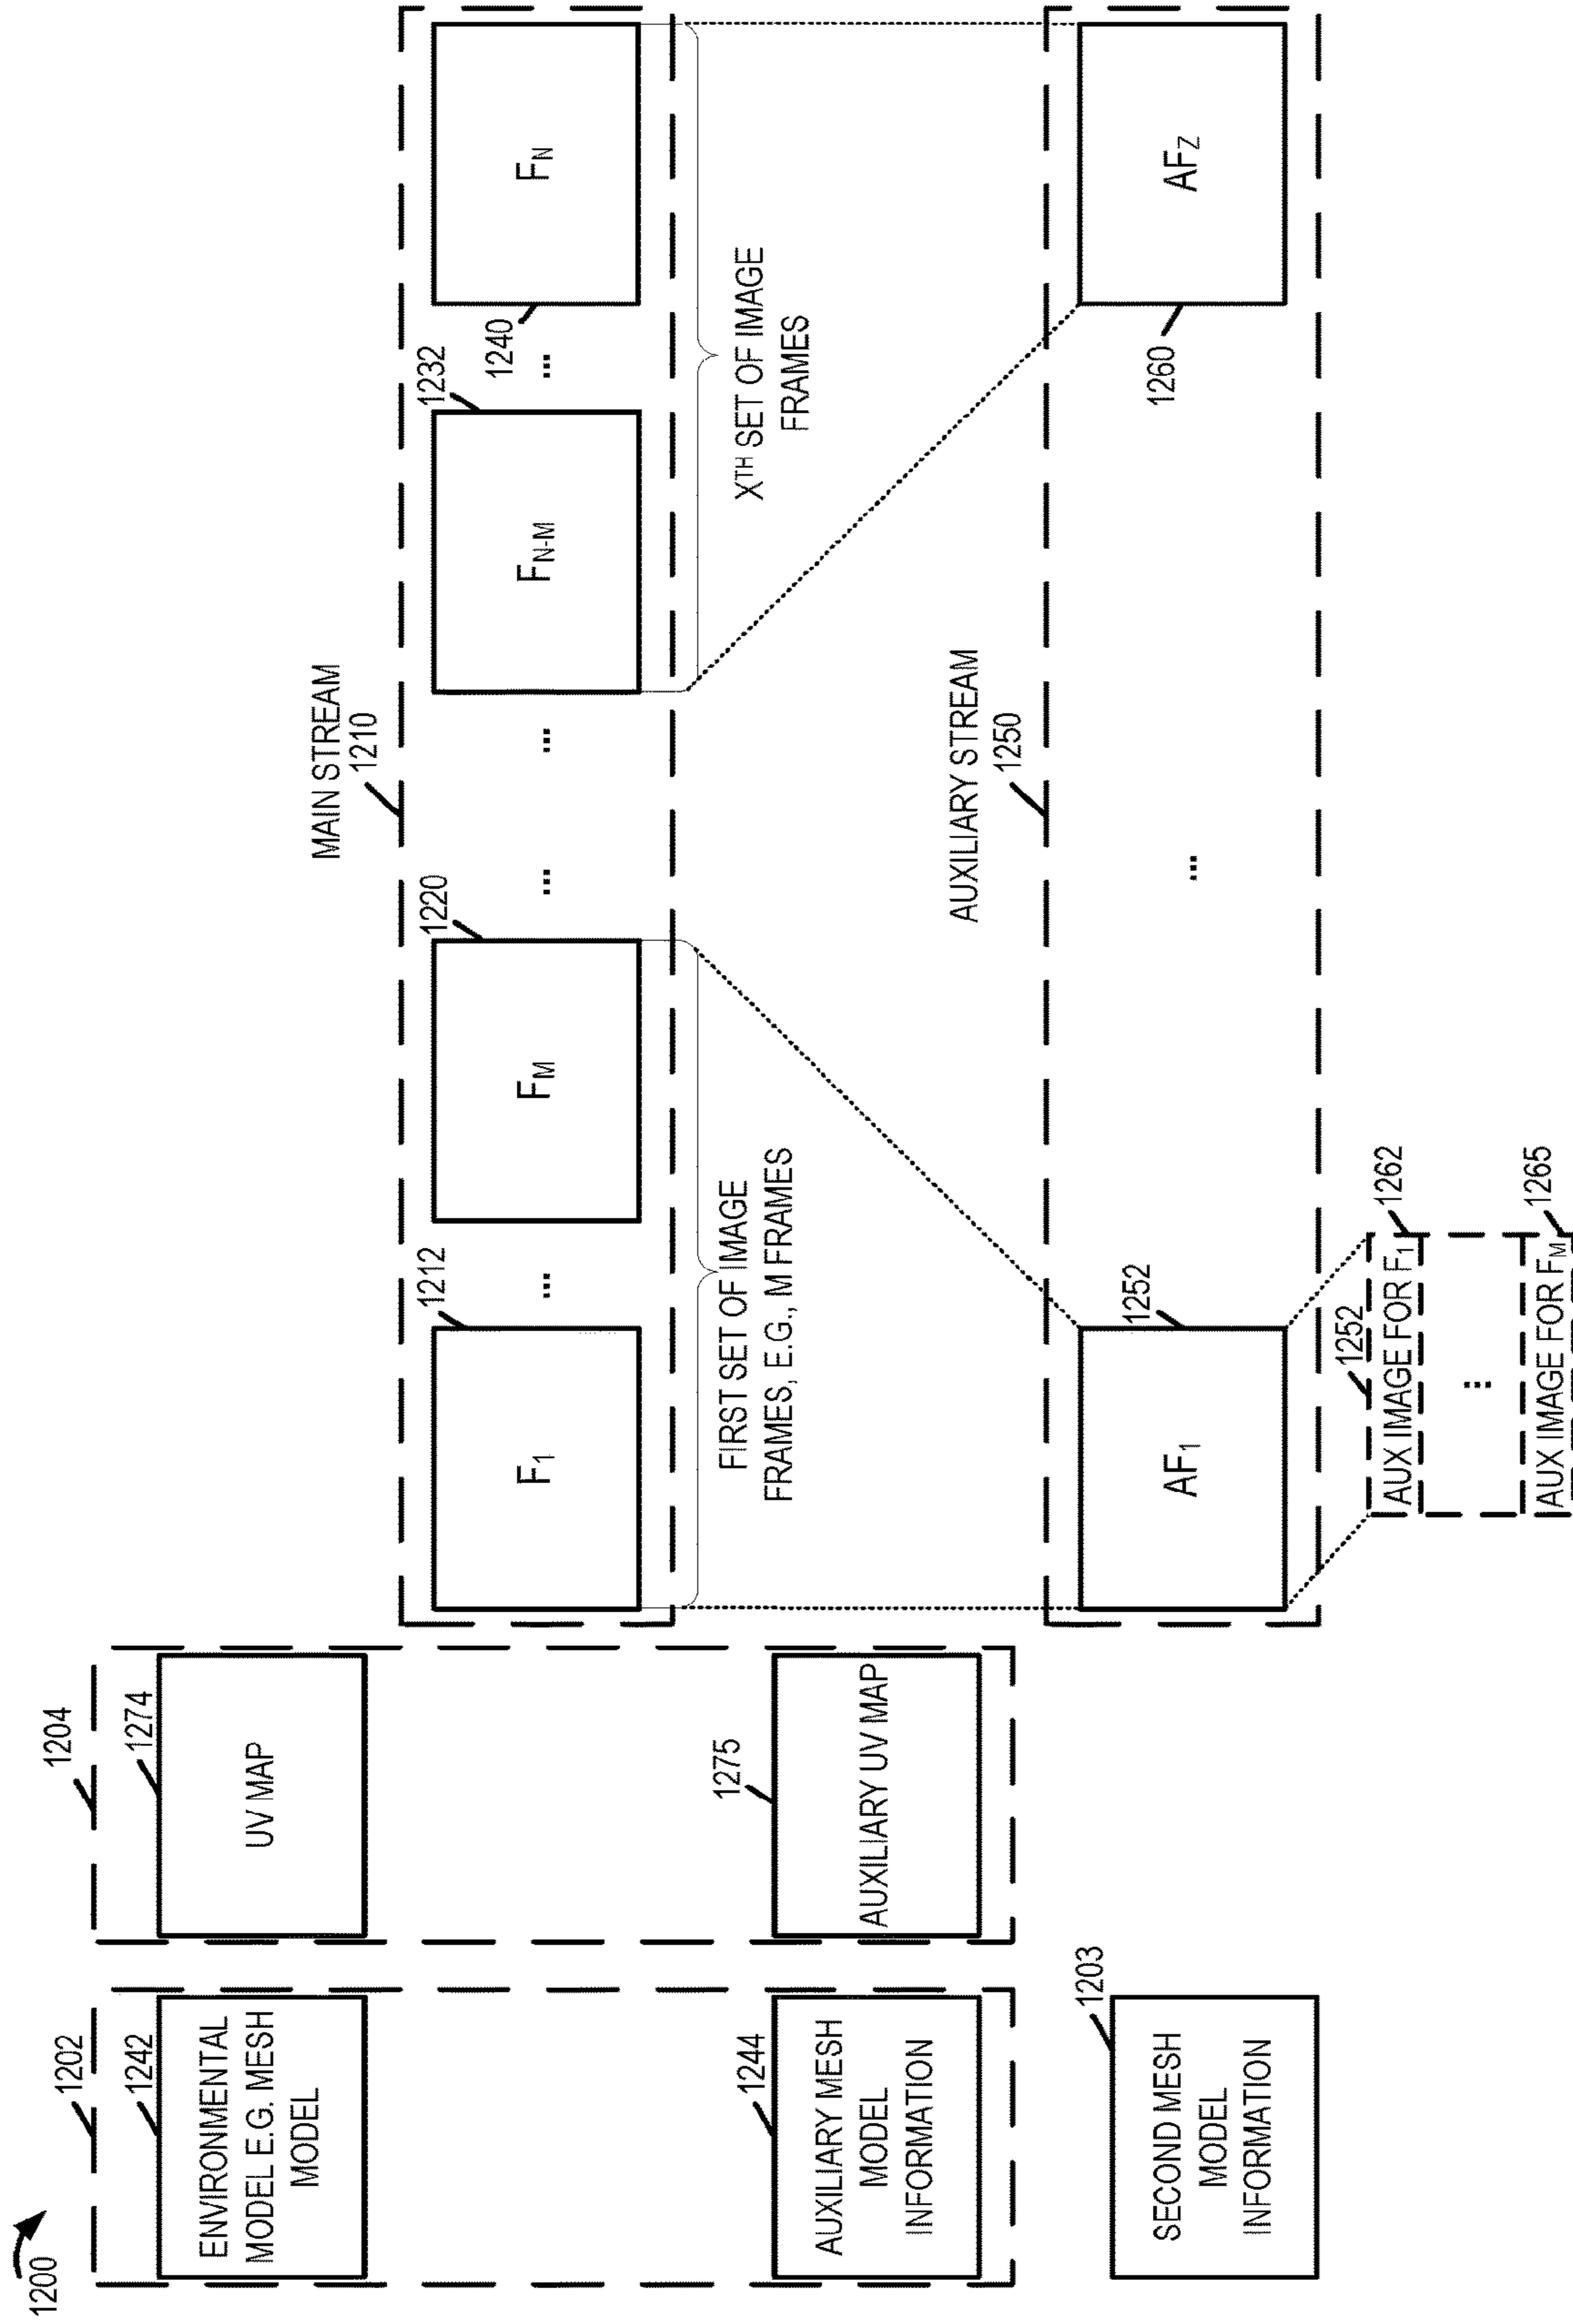 1200
1202
1242
ENVIRONMENTAL
MODEL E.G. MESH
MODEL
1244
AUXILIARY MESH
MODEL
INFORMATION
1203
SECOND MESH
MODEL
INFORMATION
1204
1274
UV MAP
1275
AUXILIARY UV MAP
MAIN STREAM
1210
1212
F1
...
1220
FM
...
...
1232
FN-M
...
1240
FN
FIRST SET OF IMAGE
FRAMES, E.G., M FRAMES
XTH SET OF IMAGE
FRAMES
AUXILIARY STREAM
1250
1252
AF1
...
1260
AFZ
1252
1262
AUX IMAGE FOR F1
...
1265
AUX IMAGE FOR FM